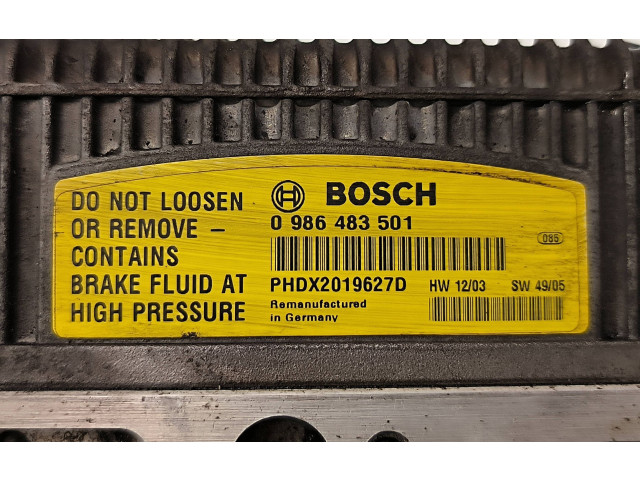 DO NOT LOOSEN
OR REMOVE –
CONTAINS
BRAKE FLUID AT
HIGH PRESSURE
BOSCH
0 986 483 501
085
PHDX2019627D
HW 12/03 SW 49/05
Remanufactured
in Germany